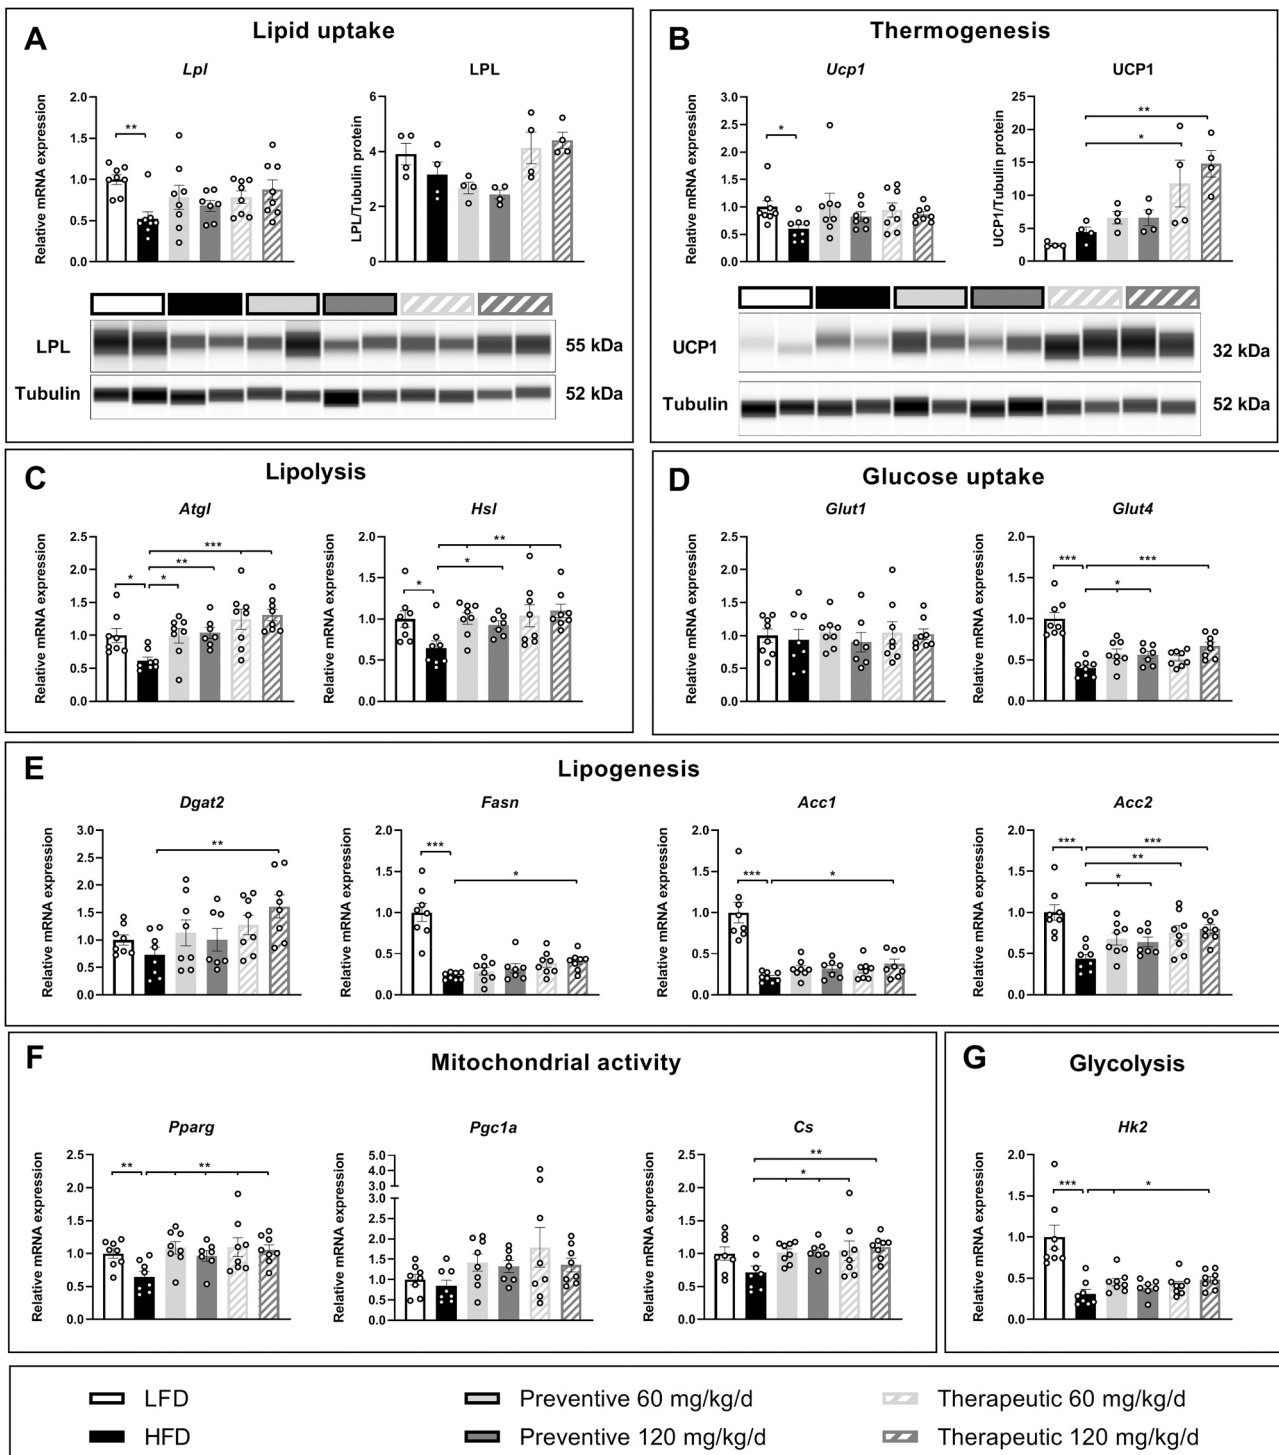 A
Lipid uptake
Lpl
Relative mRNA expression
2.0
1.5
1.0
0.5
0.0
**
LPL
LPL/Tubulin protein
6
4
2
0
LPL
55 kDa
Tubulin
52 kDa
B
Thermogenesis
Ucp1
Relative mRNA expression
3.0
2.5
2.0
1.5
1.0
0.5
0.0
*
UCP1
UCP1/Tubulin protein
25
20
15
10
5
0
**
*
UCP1
32 kDa
Tubulin
52 kDa
C
Lipolysis
Atgl
Relative mRNA expression
2.5
2.0
1.5
1.0
0.5
0.0
***
**
* *
Hsl
Relative mRNA expression
2.0
1.5
1.0
0.5
0.0
**
*
*
D
Glucose uptake
Glut1
Relative mRNA expression
2.5
2.0
1.5
1.0
0.5
0.0
Glut4
Relative mRNA expression
2.0
1.5
1.0
0.5
0.0
*** ***
*
E
Lipogenesis
Dgat2
Relative mRNA expression
3.0
2.5
2.0
1.5
1.0
0.5
0.0
**
Fasn
Relative mRNA expression
2.0
1.5
1.0
0.5
0.0
***
*
Acc1
Relative mRNA expression
2.0
1.5
1.0
0.5
0.0
*** *
Acc2
Relative mRNA expression
2.0
1.5
1.0
0.5
0.0
*** ***
**
*
F
Mitochondrial activity
Pparg
Relative mRNA expression
2.5
2.0
1.5
1.0
0.5
0.0
** **
Pgc1a
Relative mRNA expression
5.0
4.0
3.0
2.5
2.0
1.5
1.0
0.5
0.0
Cs
Relative mRNA expression
2.5
2.0
1.5
1.0
0.5
0.0
**
*
G
Glycolysis
Hk2
Relative mRNA expression
2.0
1.5
1.0
0.5
0.0
*** *
LFD
Preventive 60 mg/kg/d
Therapeutic 60 mg/kg/d
HFD
Preventive 120 mg/kg/d
Therapeutic 120 mg/kg/d